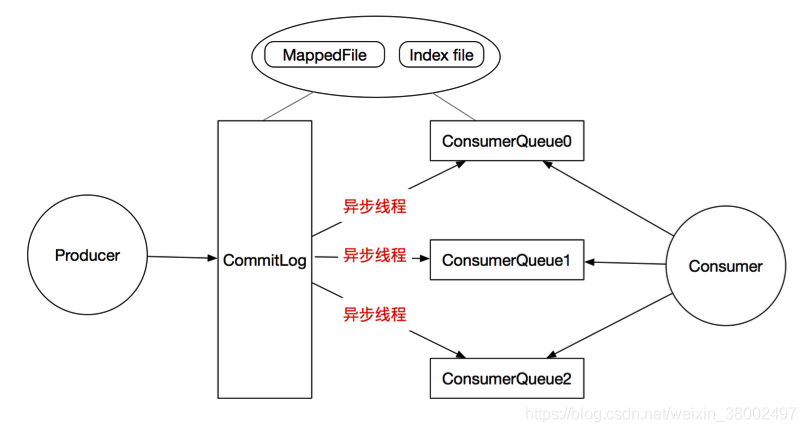 MappedFile
Index file
ConsumerQueue0
异步线程
Producer
CommitLog
异步线程
ConsumerQueue1
Consumer
异步线程
ConsumerQueue2
https://blog.csdn.net/weixin_38002497